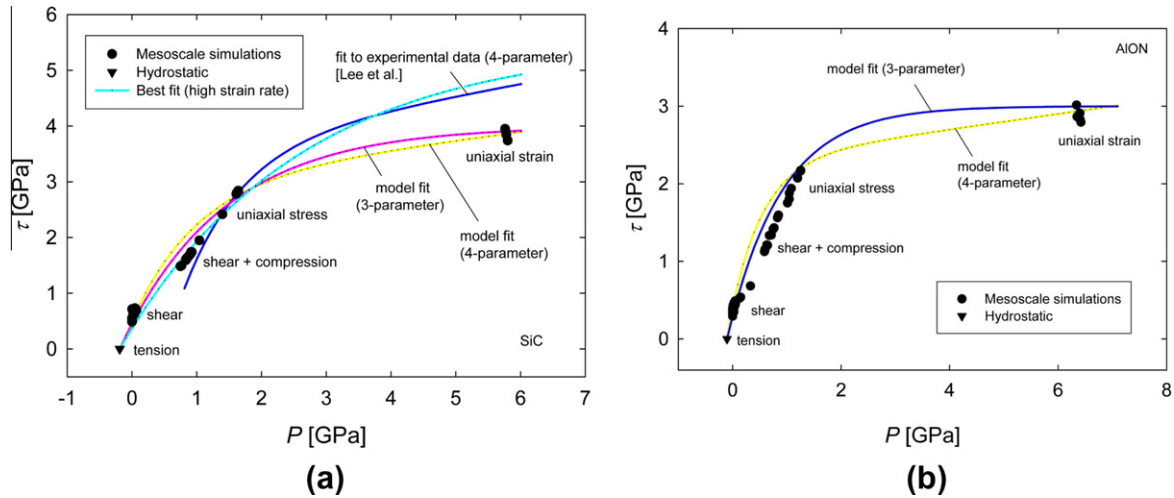 6
5
4
3
2
1
0
τ [GPa]
Mesoscale simulations
Hydrostatic
Best fit (high strain rate)
fit to experimental data (4-parameter)
[Lee et al.]
uniaxial strain
model fit
(3-parameter)
uniaxial stress
model fit
(4-parameter)
shear + compression
shear
tension
SiC
-1 0 1 2 3 4 5 6 7
P [GPa]
(a)
4
3
2
1
0
τ [GPa]
AlON
model fit (3-parameter)
uniaxial strain
model fit
(4-parameter)
uniaxial stress
shear + compression
shear
tension
Mesoscale simulations
Hydrostatic
0 2 4 6 8
P [GPa]
(b)